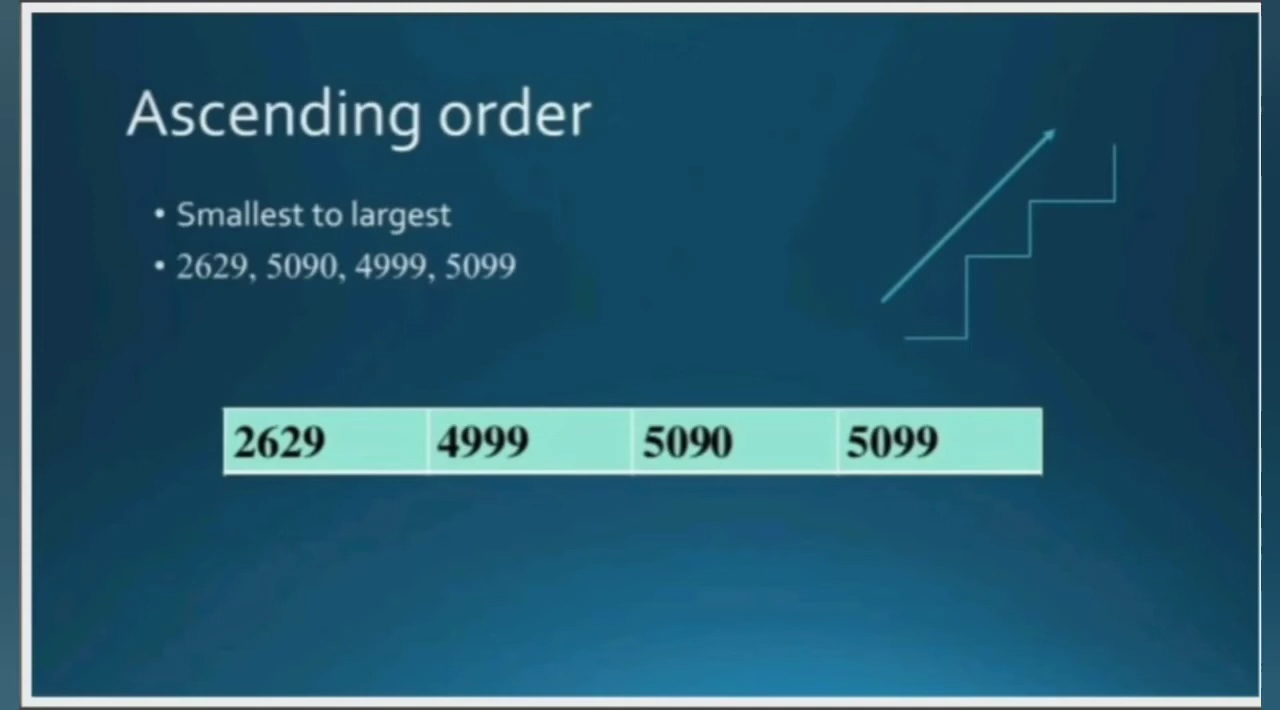 Ascending order
• Smallest to largest
• 2629, 5090, 4999, 5099
2629 4999 5090 5099